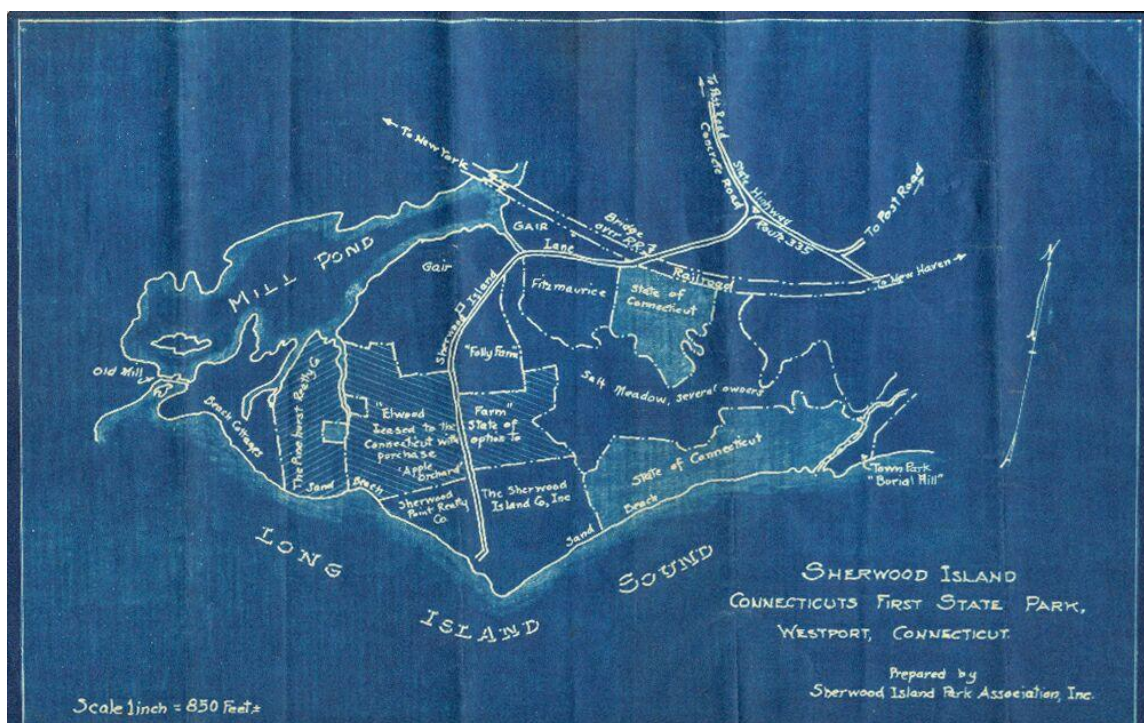 To New York
To Post Road
Concrete Road
State Highway
Route 335
To Post Road
Bridge
over R.R.
Railroad
To New Haven
MILL POND
GAIR
Lane
Gair
Sherwood Island
Fitzmaurice
State of
Connecticut
"Folly Farm"
Salt Meadow, several owners
Old Mill
Beach Cottages
The Pinehurst Realty Co
"Elwood
Leased to the
Connecticut with
purchase
'Apple
Orchard'
Farm"
State of
option to
State of Connecticut
Town Park
"Burial Hill"
Sand Beach
Sherwood
Point Realty
Co.
The Sherwood
Island Co, Inc
Sand Beach
LONG
ISLAND
SOUND
SHERWOOD ISLAND
CONNECTICUTS FIRST STATE PARK,
WESTPORT, CONNECTICUT.
Prepared by
Sherwood Island Park Association, Inc.
Scale 1 inch = 850 Feet ±